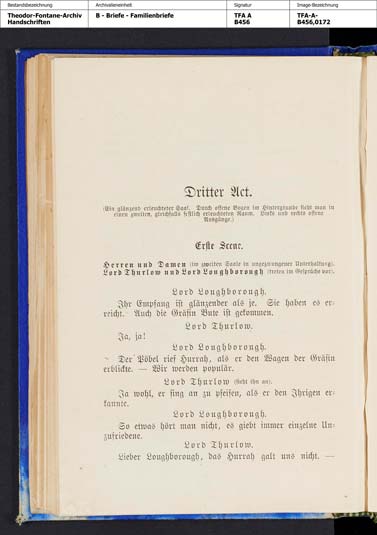 Bestandsbezeichnung
Theodor-Fontane-Archiv
Handschriften
Archivalieneinheit
B - Briefe - Familienbriefe
Signatur
TFA A
B456
Image-Bezeichnung
TFA-A-
B456,0172
Dritter Act.
(Ein glänzend erleuchteter Saal. Durch offene Bogen im Hintergrunde sieht man in
einen zweiten, gleichfalls festlich erleuchteten Raum. Links und rechts offene
Ausgänge.)
Erste Scene.
Herren und Damen (im zweiten Saale in ungezwungener Unterhaltung).
Lord Thurlow und Lord Loughborough (treten im Gespräche vor).
Lord Loughborough.
Ihr Empfang ist glänzender als je. Sie haben es er-
reicht. Auch die Gräfin Bute ist gekommen.
Lord Thurlow.
Ja, ja!
Lord Loughborough.
Der Pöbel rief Hurrah, als er den Wagen der Gräfin
erblickte. — Wir werden populär.
Lord Thurlow (sieht ihn an).
Ja wohl, er fing an zu pfeifen, als er den Ihrigen er-
kannte.
Lord Loughborough.
So etwas hört man nicht, es giebt immer einzelne Un-
zufriedene.
Lord Thurlow.
Lieber Loughborough, das Hurrah galt uns nicht. —